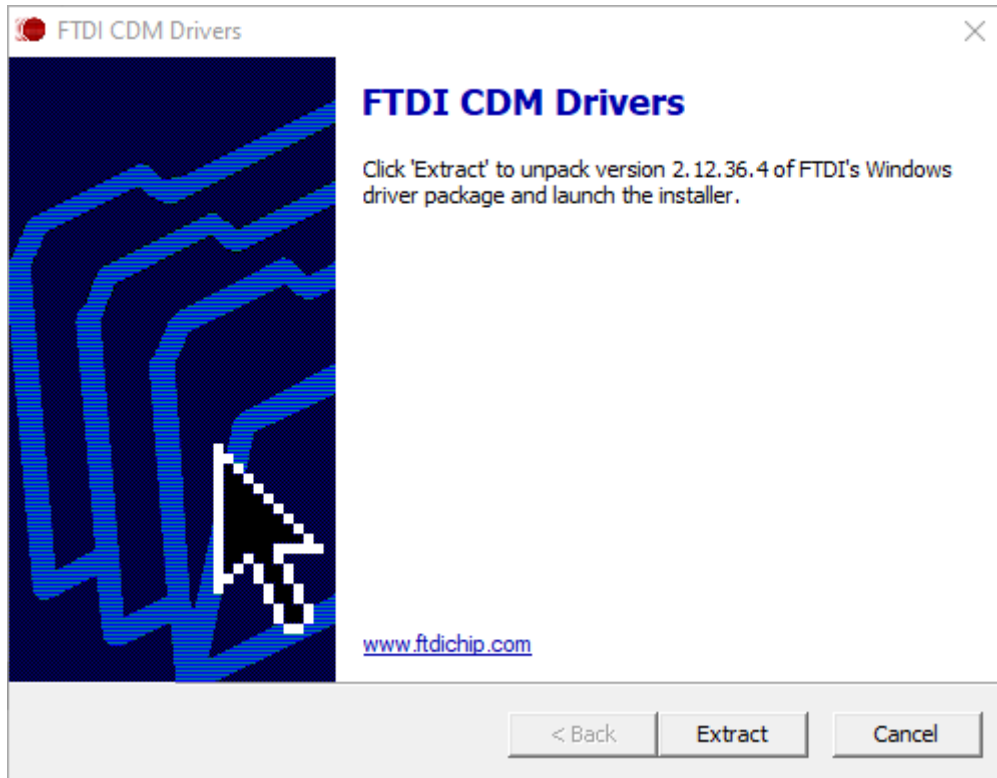 FTDI CDM Drivers
FTDI CDM Drivers
Click 'Extract' to unpack version 2.12.36.4 of FTDI's Windows
driver package and launch the installer.
www.ftdichip.com
< Back
Extract
Cancel